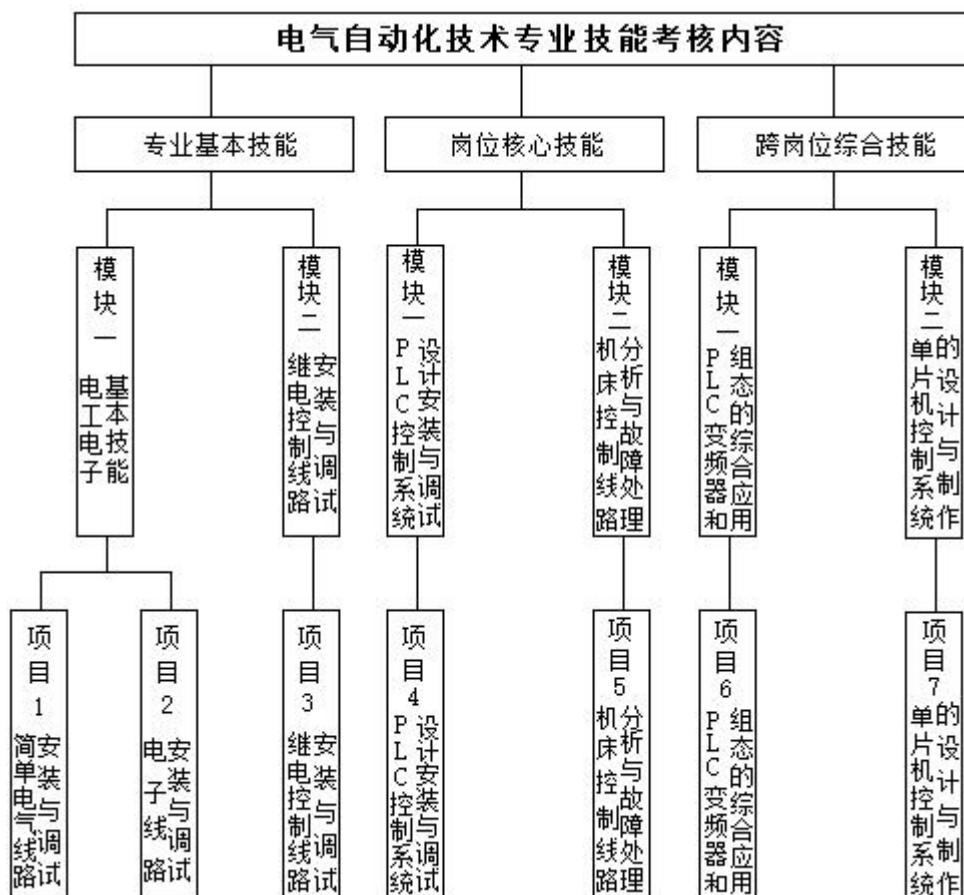 电气自动化技术专业技能考核内容
专业基本技能
岗位核心技能
跨岗位综合技能
模块一
电工电子
基本技能
模块二
继电控制线路
安装与调试
模块一
PLC控制系统
设计安装与调试
模块二
机床控制线路
分析与故障处理
模块一
PLC变频器和
组态的综合应用
模块二
单片机控制系统
的设计与制作
项目1
简单电气线路
安装与调试
项目2
电子线路
安装与调试
项目3
继电控制线路
安装与调试
项目4
PLC控制系统
设计安装与调试
项目5
机床控制线路
分析与故障处理
项目6
PLC变频器和
组态的综合应用
项目7
单片机控制系统
的设计与制作